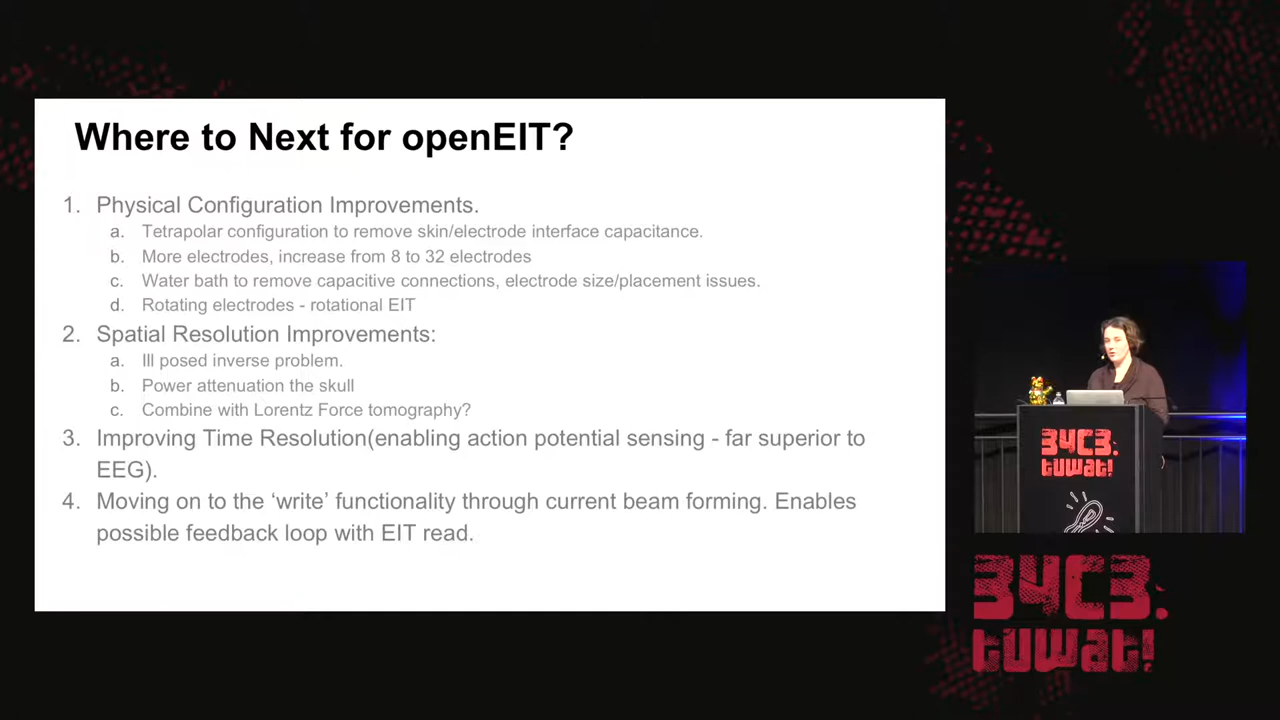 Where to Next for openEIT?
1. Physical Configuration Improvements.
a. Tetrapolar configuration to remove skin/electrode interface capacitance.
b. More electrodes, increase from 8 to 32 electrodes
c. Water bath to remove capacitive connections, electrode size/placement issues.
d. Rotating electrodes - rotational EIT
2. Spatial Resolution Improvements:
a. Ill posed inverse problem.
b. Power attenuation the skull
c. Combine with Lorentz Force tomography?
3. Improving Time Resolution(enabling action potential sensing - far superior to
EEG).
4. Moving on to the ‘write’ functionality through current beam forming. Enables
possible feedback loop with EIT read.
34C3.
tuwat!
34C3.
tuwat!